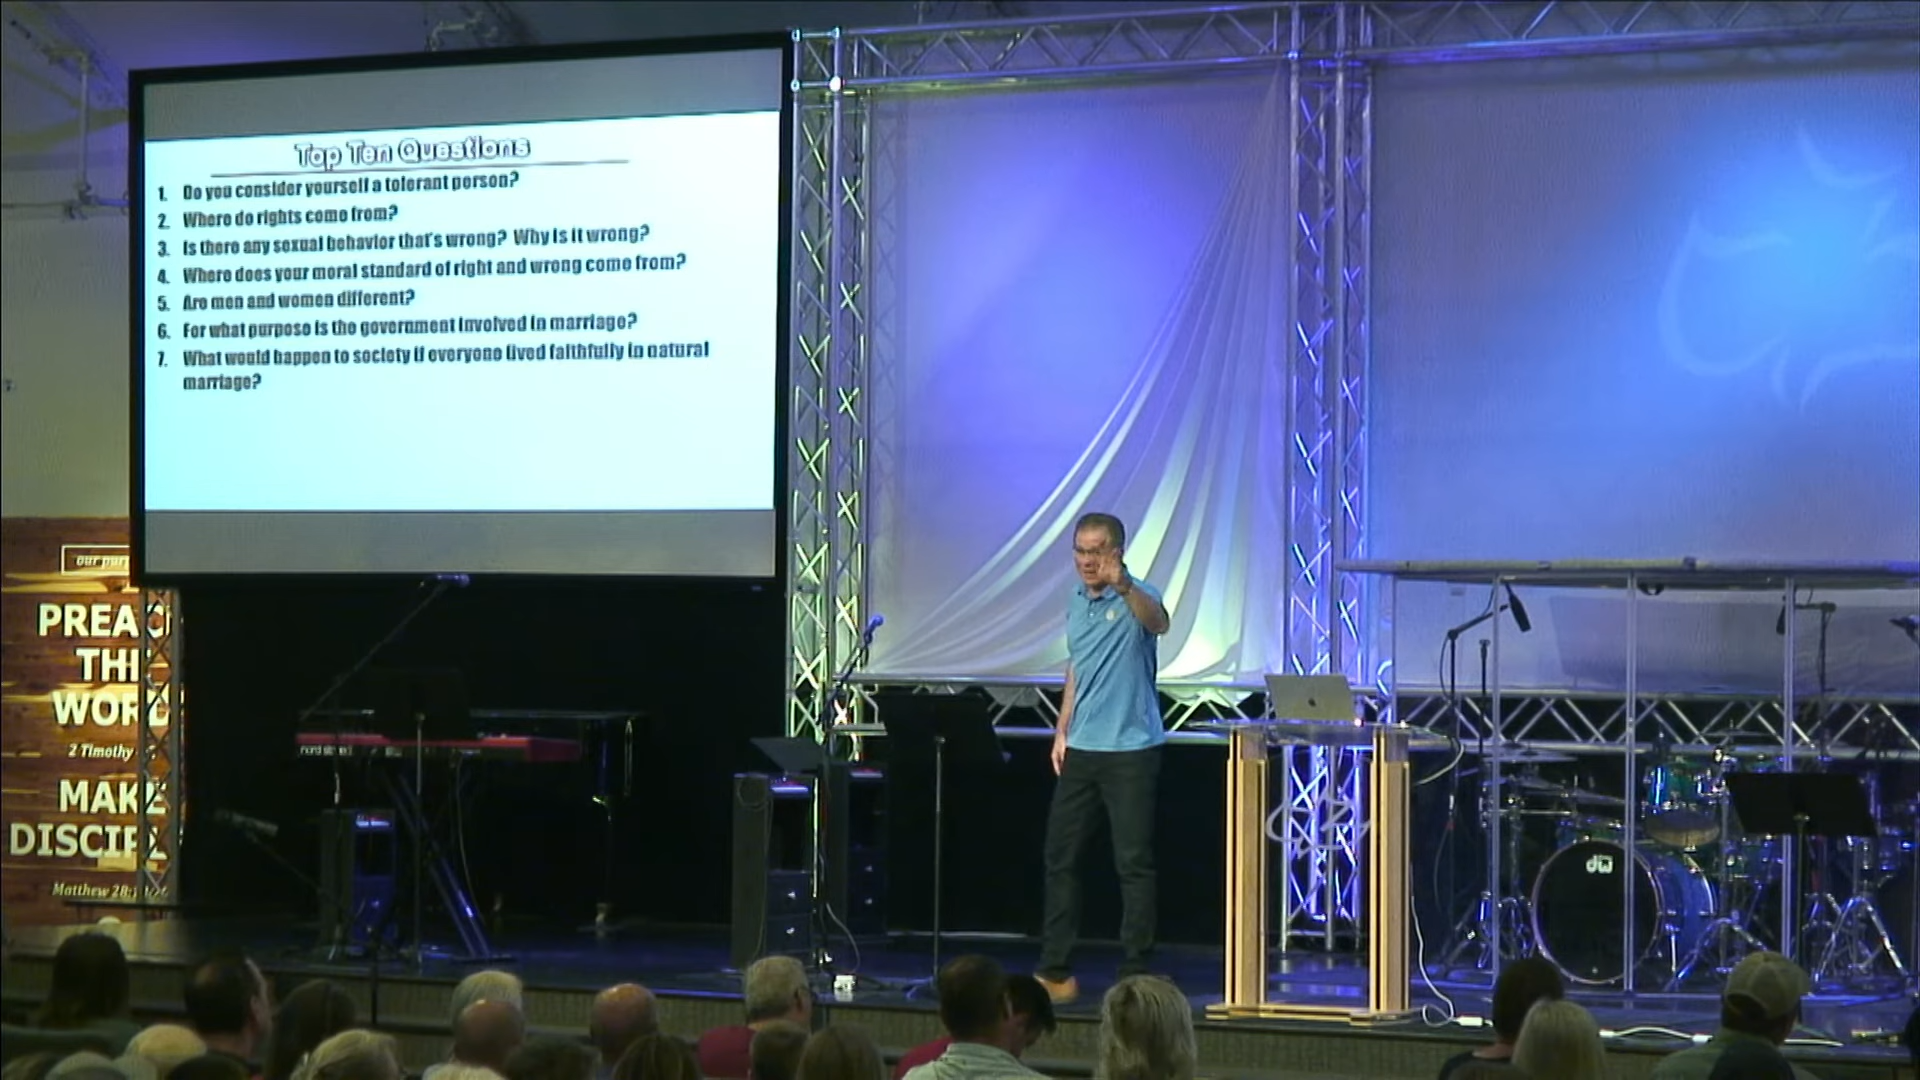 Top Ten Questions
1. Do you consider yourself a tolerant person?
2. Where do rights come from?
3. Is there any sexual behavior that's wrong? Why is it wrong?
4. Where does your moral standard of right and wrong come from?
5. Are men and women different?
6. For what purpose is the government involved in marriage?
7. What would happen to society if everyone lived faithfully in natural
marriage?
our pur
PREAC
THE
WORD
2 Timothy
MAKE
DISCIPL
Matthew 28:
nord
dw